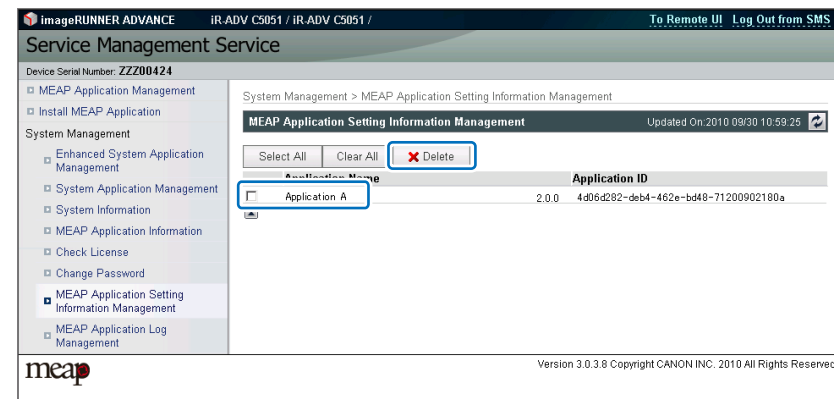 imageRUNNER ADVANCE iR-ADV C5051 / iR-ADV C5051 / To Remote UI Log Out from SMS
Service Management Service
Device Serial Number: ZZZ00424
MEAP Application Management
Install MEAP Application
System Management
Enhanced System Application
Management
System Application Management
System Information
MEAP Application Information
Check License
Change Password
MEAP Application Setting
Information Management
MEAP Application Log
Management
System Management > MEAP Application Setting Information Management
MEAP Application Setting Information Management Updated On:2010 09/30 10:59:25
Select All Clear All Delete
Application Name Application ID
Application A 2.0.0 4d06d282-deb4-462e-bd48-71200902180a
meap
Version 3.0.3.8 Copyright CANON INC. 2010 All Rights Reserved